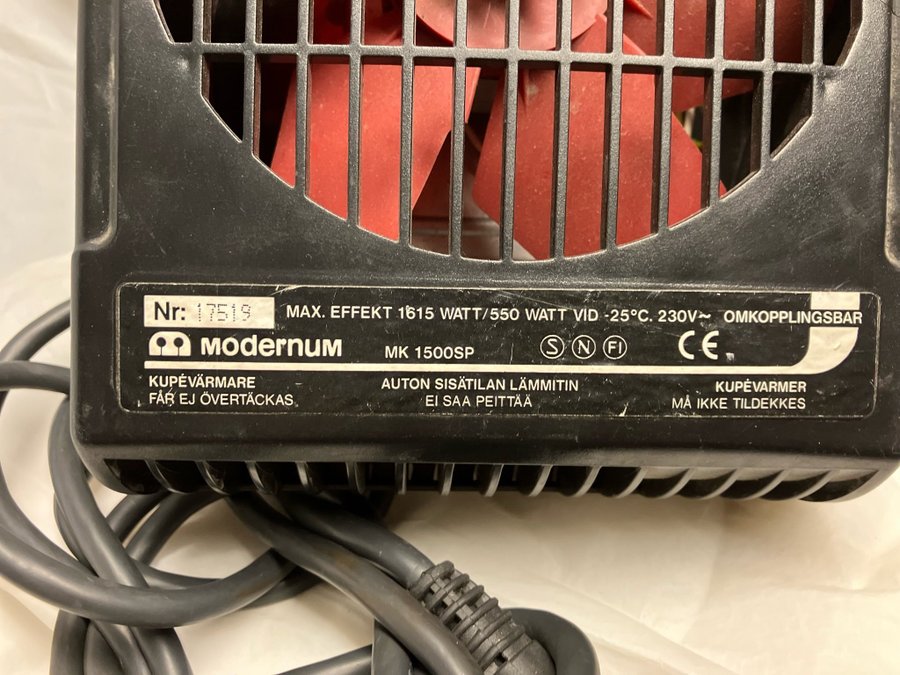 Nr: 17519 MAX. EFFEKT 1615 WATT/550 WATT VID -25°C. 230V~ OMKOPPLINGSBAR
ModernuM MK 1500SP S N FI CE
KUPÉVÄRMARE AUTON SISÄTILAN LÄMMITIN KUPÉVARMER
FÅR EJ ÖVERTÄCKAS EI SAA PEITTÄÄ MÅ IKKE TILDEKKES